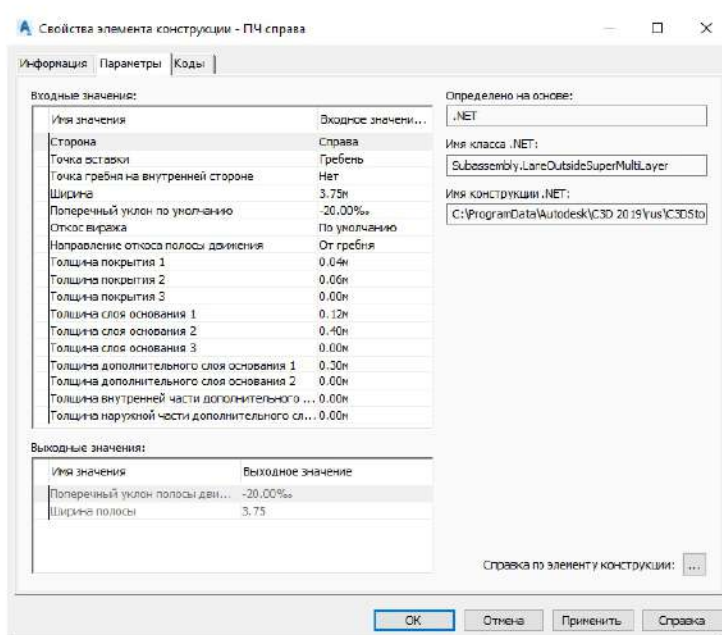 Свойства элемента конструкции - ПЧ справа
Информация Параметры Коды
Входные значения:
Имя значения Входное значени...
Сторона Справа
Точка вставки Гребень
Точка гребня на внутренней стороне Нет
Ширина 3.75м
Поперечный уклон по умолчанию -20.00‰
Откос виража По умолчанию
Направление откоса полосы движения От гребня
Толщина покрытия 1 0.04м
Толщина покрытия 2 0.06м
Толщина покрытия 3 0.00м
Толщина слоя основания 1 0.12м
Толщина слоя основания 2 0.40м
Толщина слоя основания 3 0.00м
Толщина дополнительного слоя основания 1 0.30м
Толщина дополнительного слоя основания 2 0.00м
Толщина внутренней части дополнительного ... 0.00м
Толщина наружной части дополнительного сл... 0.00м
Выходные значения:
Имя значения Выходное значение
Поперечный уклон полосы дви... -20.00‰
Ширина полосы 3.75
Определено на основе:
.NET
Имя класса .NET:
Subassembly.LaneOutsideSuperMultiLayer
Имя конструкции .NET:
C:\ProgramData\Autodesk\C3D 2019\rus\C3DSto
Справка по элементу конструкции: ...
ОК Отмена Применить Справка